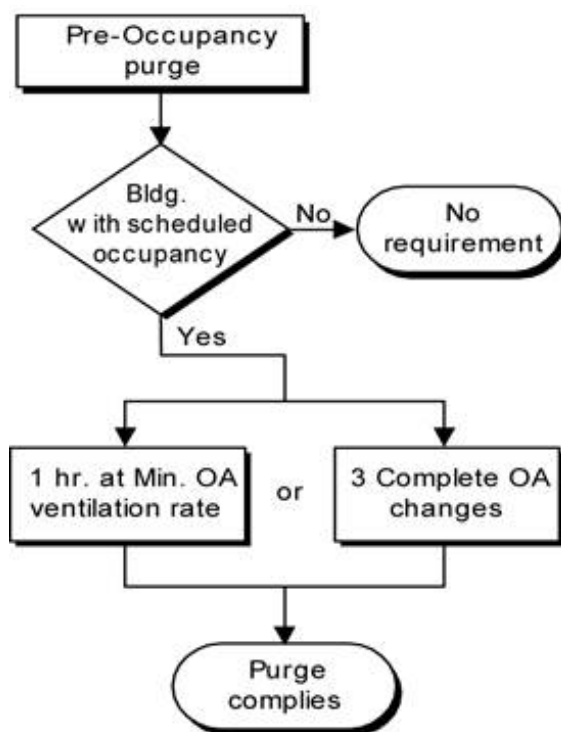 Pre-Occupancy
purge
Bldg.
w ith scheduled
occupancy
No
No
requirement
Yes
1 hr. at Min. OA
ventilation rate
or
3 Complete OA
changes
Purge
complies